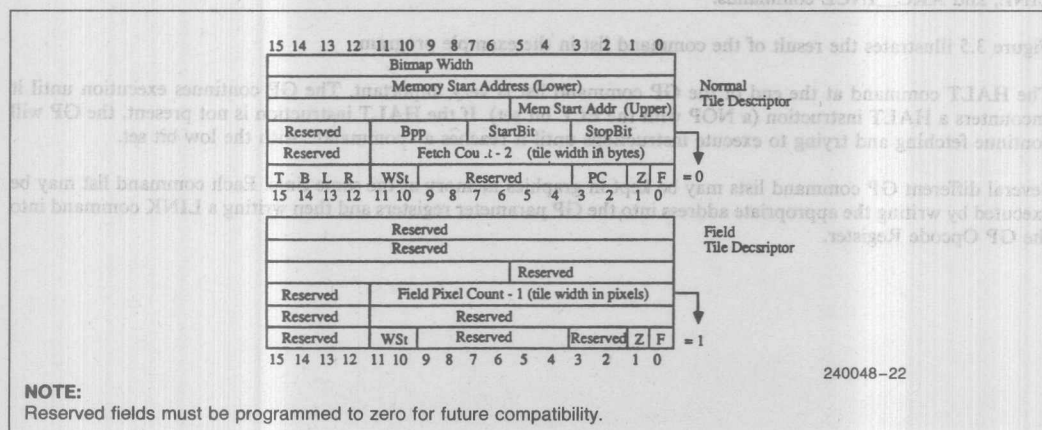 15 14 13 12 11 10 9 8 7 6 5 4 3 2 1 0
Bitmap Width
Memory Start Address (Lower)
Mem Start Addr (Upper)
Normal
Tile Descriptor
Reserved Bpp StartBit StopBit
Reserved Fetch Cou .t - 2 (tile width in bytes)
T B L R WSt Reserved PC Z F = 0
15 14 13 12 11 10 9 8 7 6 5 4 3 2 1 0
Reserved
Field
Tile Decsriptor
Reserved
Reserved
Reserved Field Pixel Count - 1 (tile width in pixels)
Reserved Reserved
Reserved WSt Reserved Reserved Z F = 1
15 14 13 12 11 10 9 8 7 6 5 4 3 2 1 0
240048-22
NOTE:
Reserved fields must be programmed to zero for future compatibility.